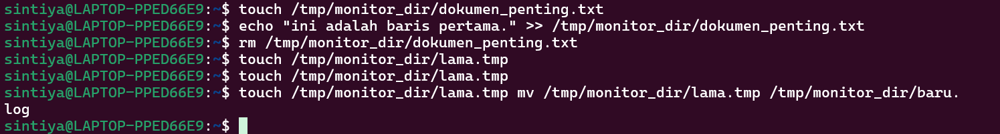 sintiya@LAPTOP-PPED66E9:~$ touch /tmp/monitor_dir/dokumen_penting.txt
sintiya@LAPTOP-PPED66E9:~$ echo "ini adalah baris pertama." >> /tmp/monitor_dir/dokumen_penting.txt
sintiya@LAPTOP-PPED66E9:~$ rm /tmp/monitor_dir/dokumen_penting.txt
sintiya@LAPTOP-PPED66E9:~$ touch /tmp/monitor_dir/lama.tmp
sintiya@LAPTOP-PPED66E9:~$ touch /tmp/monitor_dir/lama.tmp
sintiya@LAPTOP-PPED66E9:~$ touch /tmp/monitor_dir/lama.tmp mv /tmp/monitor_dir/lama.tmp /tmp/monitor_dir/baru.
log
sintiya@LAPTOP-PPED66E9:~$